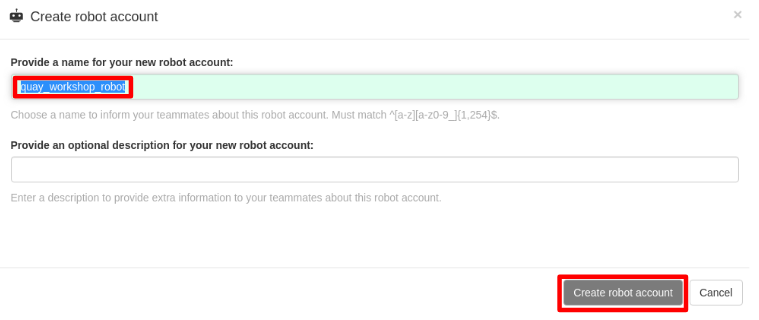 Create robot account
×
Provide a name for your new robot account:
quay_workshop_robot
Choose a name to inform your teammates about this robot account. Must match ^[a-z][a-z0-9_]{1,254}$.
Provide an optional description for your new robot account:
Enter a description to provide extra information to your teammates about this robot account.
Create robot account
Cancel